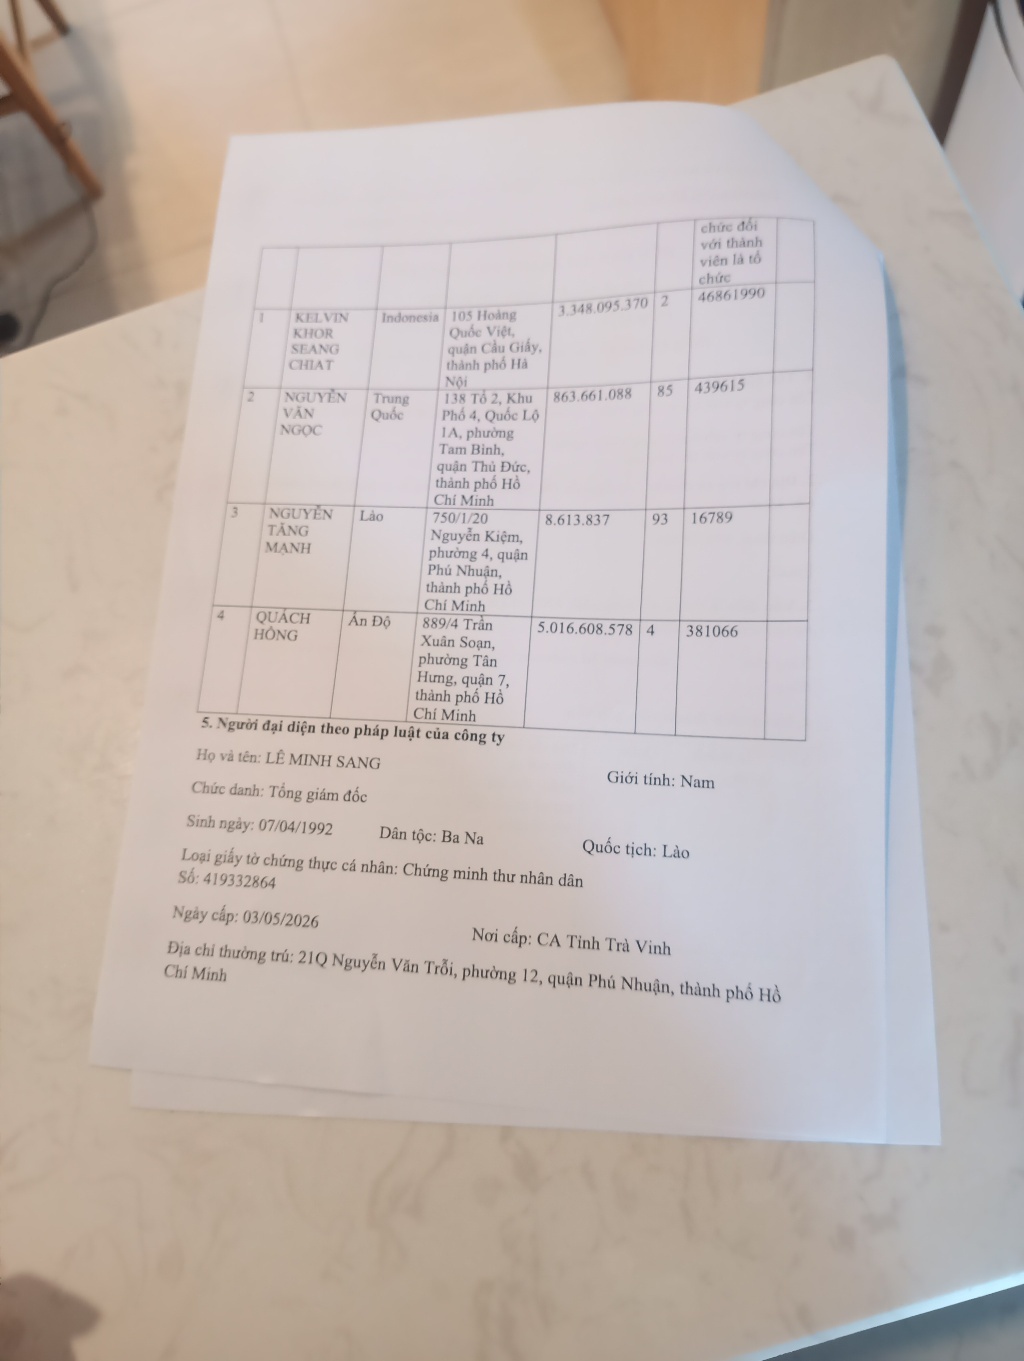 chức đối
với thành
viên là tổ
chức
1 KELVIN KHOR SEANG CHIAT Indonesia 105 Hoàng Quốc Việt, quận Cầu Giấy, thành phố Hà Nội 3.348.095.370 2 46861990
2 NGUYỄN VĂN NGỌC Trung Quốc 138 Tổ 2, Khu Phố 4, Quốc Lộ 1A, phường Tam Bình, quận Thủ Đức, thành phố Hồ Chí Minh 863.661.088 85 439615
3 NGUYỄN TĂNG MẠNH Lào 750/1/20 Nguyễn Kiệm, phường 4, quận Phú Nhuận, thành phố Hồ Chí Minh 8.613.837 93 16789
4 QUÁCH HỒNG Ấn Độ 889/4 Trần Xuân Soạn, phường Tân Hưng, quận 7, thành phố Hồ Chí Minh 5.016.608.578 4 381066
5. Người đại diện theo pháp luật của công ty
Họ và tên: LÊ MINH SANG Giới tính: Nam
Chức danh: Tổng giám đốc
Sinh ngày: 07/04/1992 Dân tộc: Ba Na Quốc tịch: Lào
Loại giấy tờ chứng thực cá nhân: Chứng minh thư nhân dân
Số: 419332864
Ngày cấp: 03/05/2026 Nơi cấp: CA Tỉnh Trà Vinh
Địa chỉ thường trú: 21Q Nguyễn Văn Trỗi, phường 12, quận Phú Nhuận, thành phố Hồ
Chí Minh